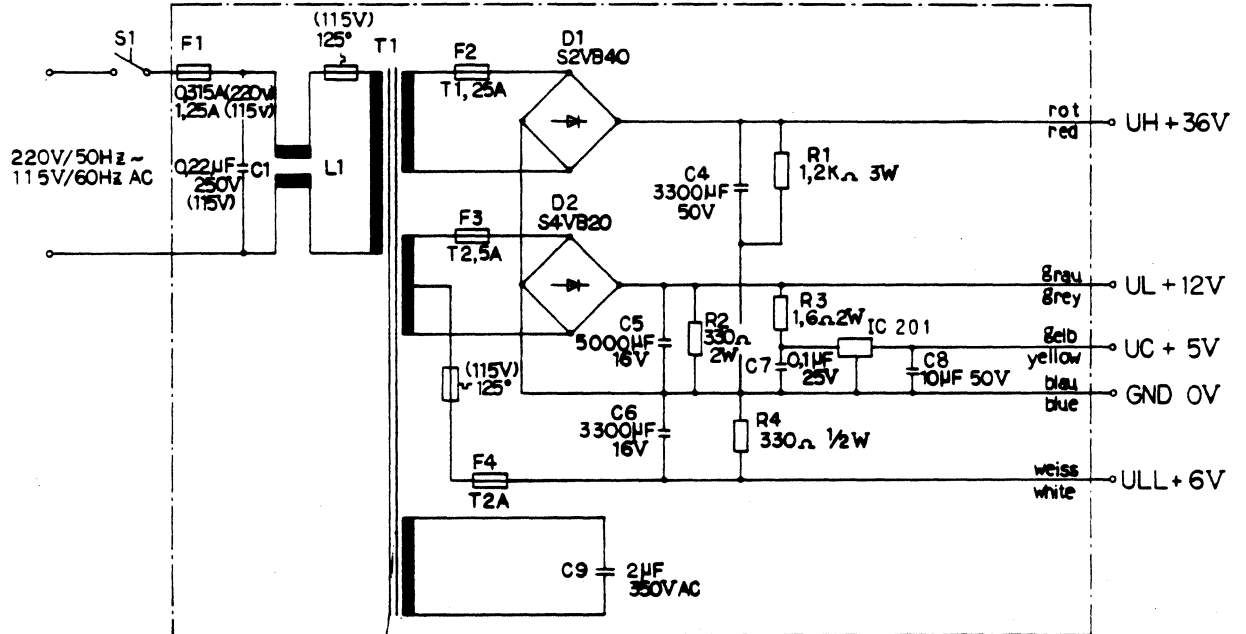 S1
F1
0,315A(220v)
1,25A (115v)
220V/50Hz ~
115V/60Hz AC
0,22µF
250V
(115V)
C1
L1
(115V)
125°
T1
F2
T1,25A
D1
S2VB40
rot
red
UH + 36V
C4
3300µF
50V
R1
1,2KΩ 3W
F3
T2,5A
D2
S4VB20
grau
grey
UL + 12V
C5
5000µF
16V
R2
330Ω
2W
R3
1,6Ω2W
IC 201
C7
0,1µF
25V
C8
10µF 50V
gelb
yellow
UC + 5V
blau
blue
GND 0V
(115V)
125°
C6
3300µF
16V
R4
330Ω ½W
F4
T2A
weiss
white
ULL + 6V
C9
2µF
350V AC